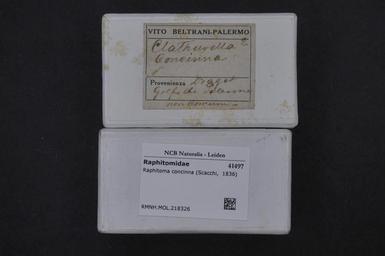 VITO BELTRANI-PALERMO
Clathurella
Concinna
Provenienza
Golfo di
NCB Naturalis - Leiden
Raphitomidae 41497
Raphitoma concinna (Scacchi, 1836)
RMNH.MOL.218326